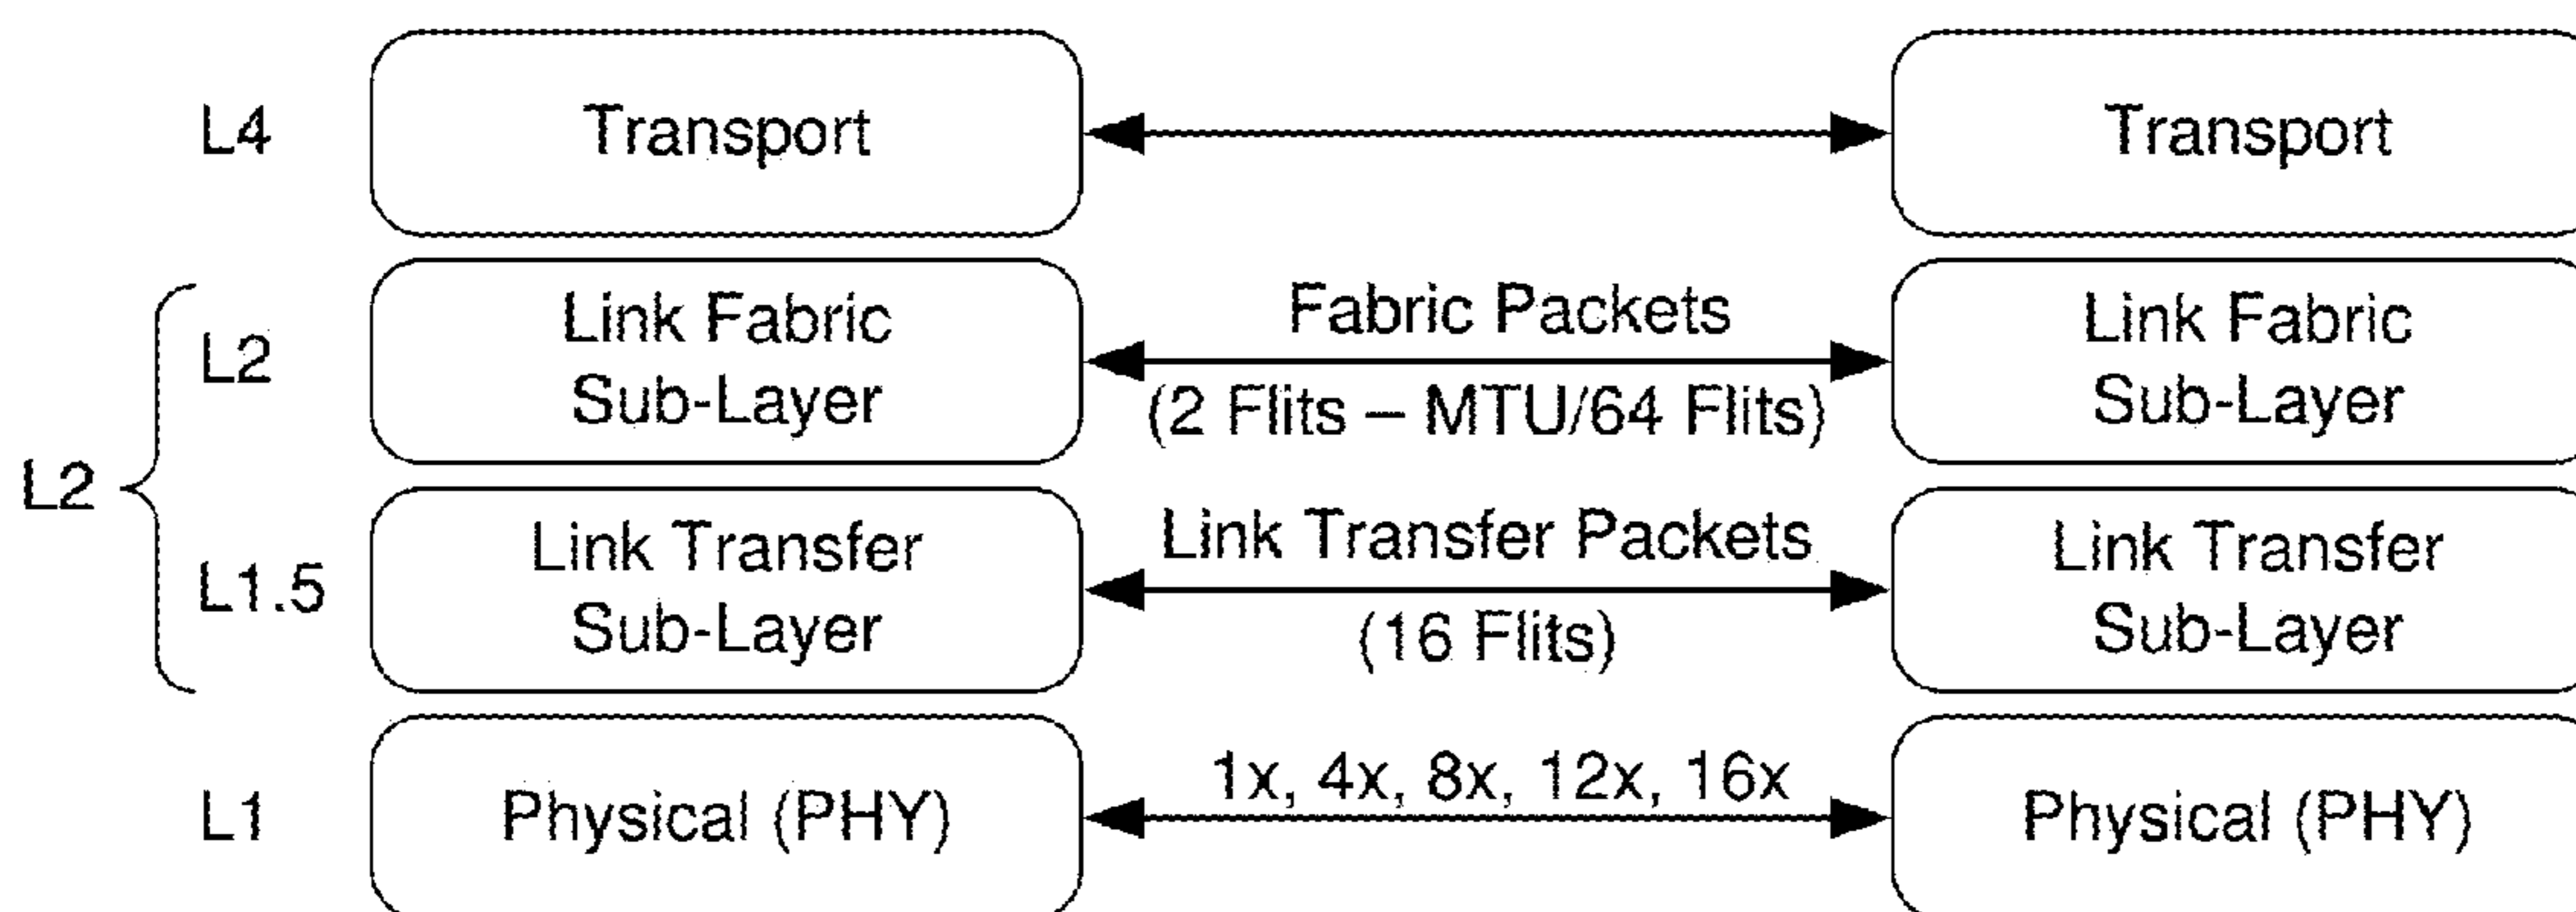 L4 Transport Transport
Link Fabric Fabric Packets Link Fabric
L2
Sub-Layer (2 Flits – MTU/64 Flits) Sub-Layer
L2
Link Transfer Link Transfer Packets Link Transfer
L1.5
Sub-Layer (16 Flits) Sub-Layer
1x, 4x, 8x, 12x, 16x
L1 Physical (PHY) Physical (PHY)